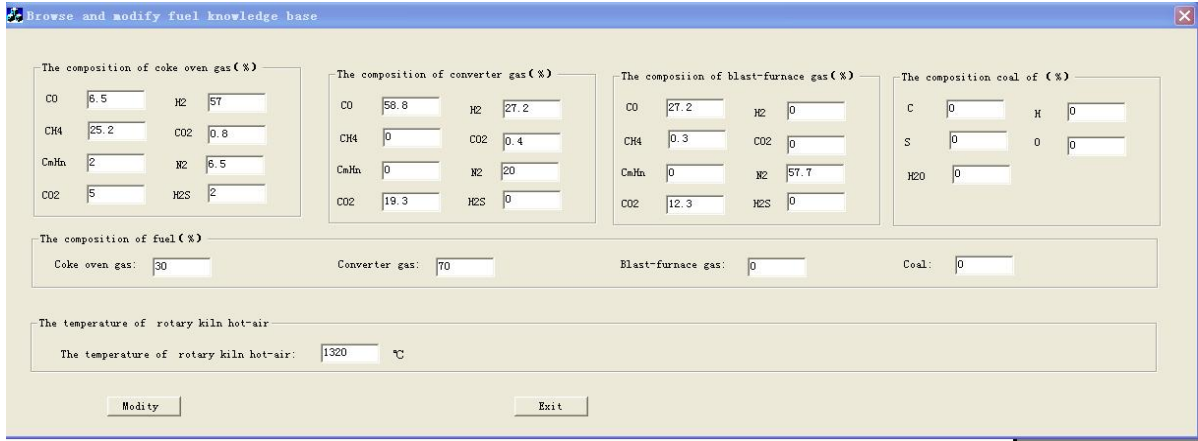 Browse and modify fuel knowledge base
The composition of coke oven gas(%)
CO 6.5 H2 57
CH4 25.2 CO2 0.8
CmHn 2 N2 6.5
CO2 5 H2S 2
The composition of converter gas(%)
CO 58.8 H2 27.2
CH4 0 CO2 0.4
CmHn 0 N2 20
CO2 19.3 H2S 0
The composiion of blast-furnace gas(%)
CO 27.2 H2 0
CH4 0.3 CO2 0
CmHn 0 N2 57.7
CO2 12.3 H2S 0
The composition coal of (%)
C 0 H 0
S 0 O 0
H2O 0
The composition of fuel(%)
Coke oven gas: 30 Converter gas: 70 Blast-furnace gas: 0 Coal: 0
The temperature of rotary kiln hot-air
The temperature of rotary kiln hot-air: 1320 ℃
Modity Exit